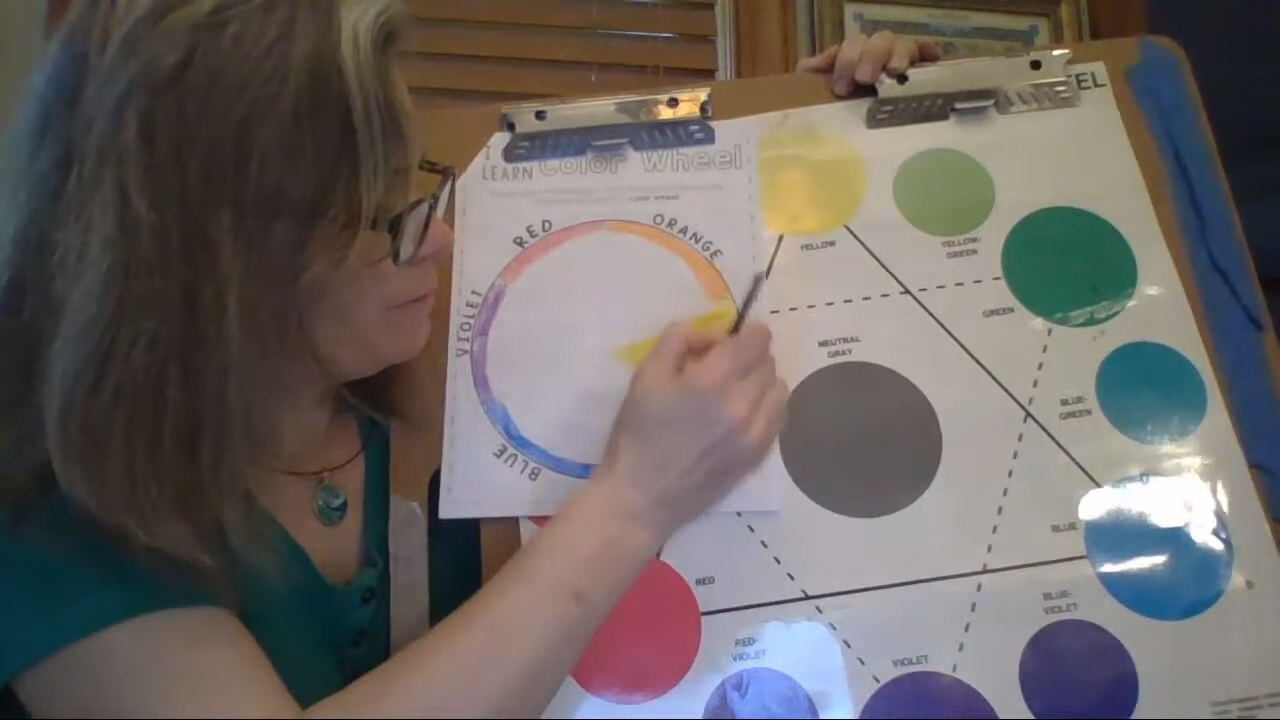 EEL
I
LEARN Color Wheel
RED
ORANGE
VIOLET
BLUE
YELLOW
YELLOW-
GREEN
GREEN
NEUTRAL
GRAY
BLUE-
GREEN
BLUE
RED
BLUE-
VIOLET
RED-
VIOLET
VIOLET